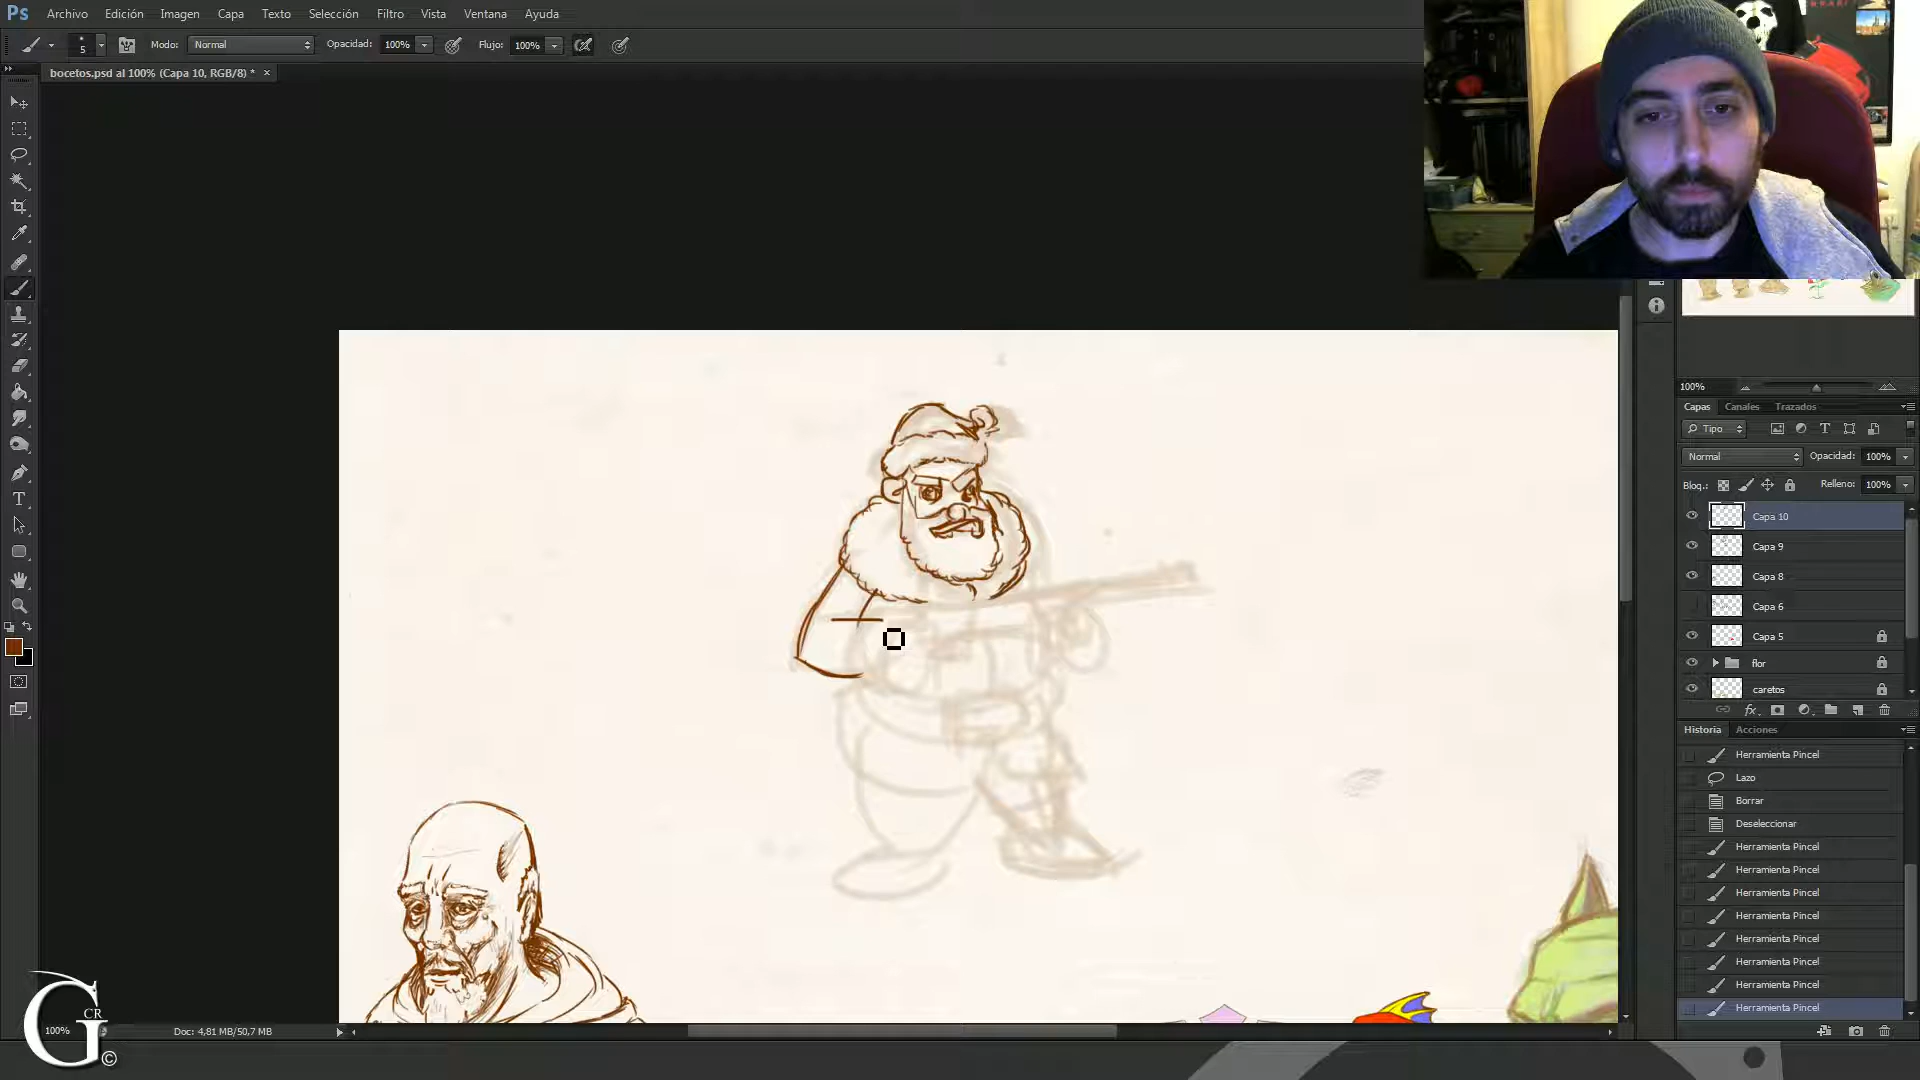 Ps Archivo Edición Imagen Capa Texto Selección Filtro Vista Ventana Ayuda
5 Modo: Normal Opacidad: 100% Flujo: 100%
bocetos.psd al 100% (Capa 10, RGB/8) * ×
100%
Capas Canales Trazados
Tipo
Normal Opacidad: 100%
Bloq.: Relleno: 100%
Capa 10
Capa 9
Capa 8
Capa 6
Capa 5
flor
caretos
fx
Historia Acciones
Herramienta Pincel
Lazo
Borrar
Deseleccionar
Herramienta Pincel
Herramienta Pincel
Herramienta Pincel
Herramienta Pincel
Herramienta Pincel
Herramienta Pincel
Herramienta Pincel
Herramienta Pincel
G CR ©
100% Doc: 4,81 MB/50,7 MB